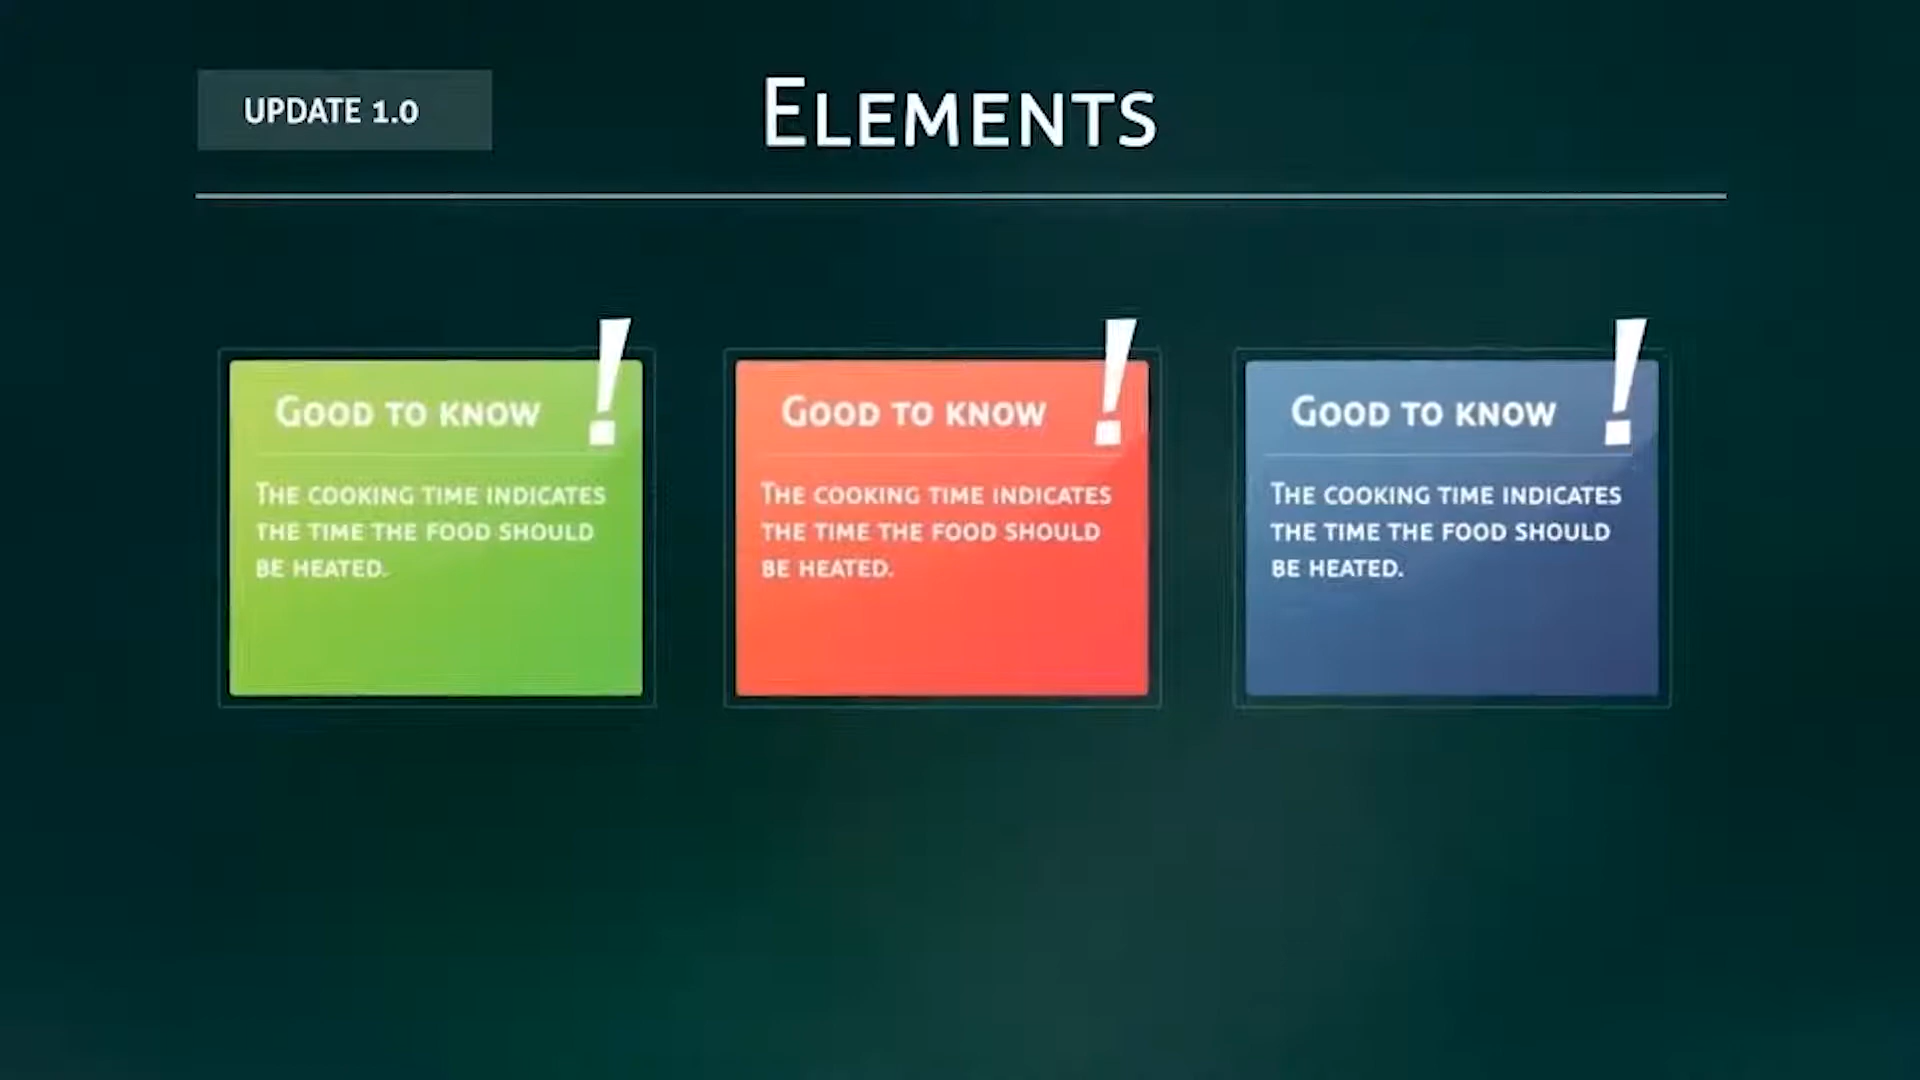 UPDATE 1.0
ELEMENTS
GOOD TO KNOW
!
THE COOKING TIME INDICATES
THE TIME THE FOOD SHOULD
BE HEATED.
GOOD TO KNOW
!
THE COOKING TIME INDICATES
THE TIME THE FOOD SHOULD
BE HEATED.
GOOD TO KNOW
!
THE COOKING TIME INDICATES
THE TIME THE FOOD SHOULD
BE HEATED.